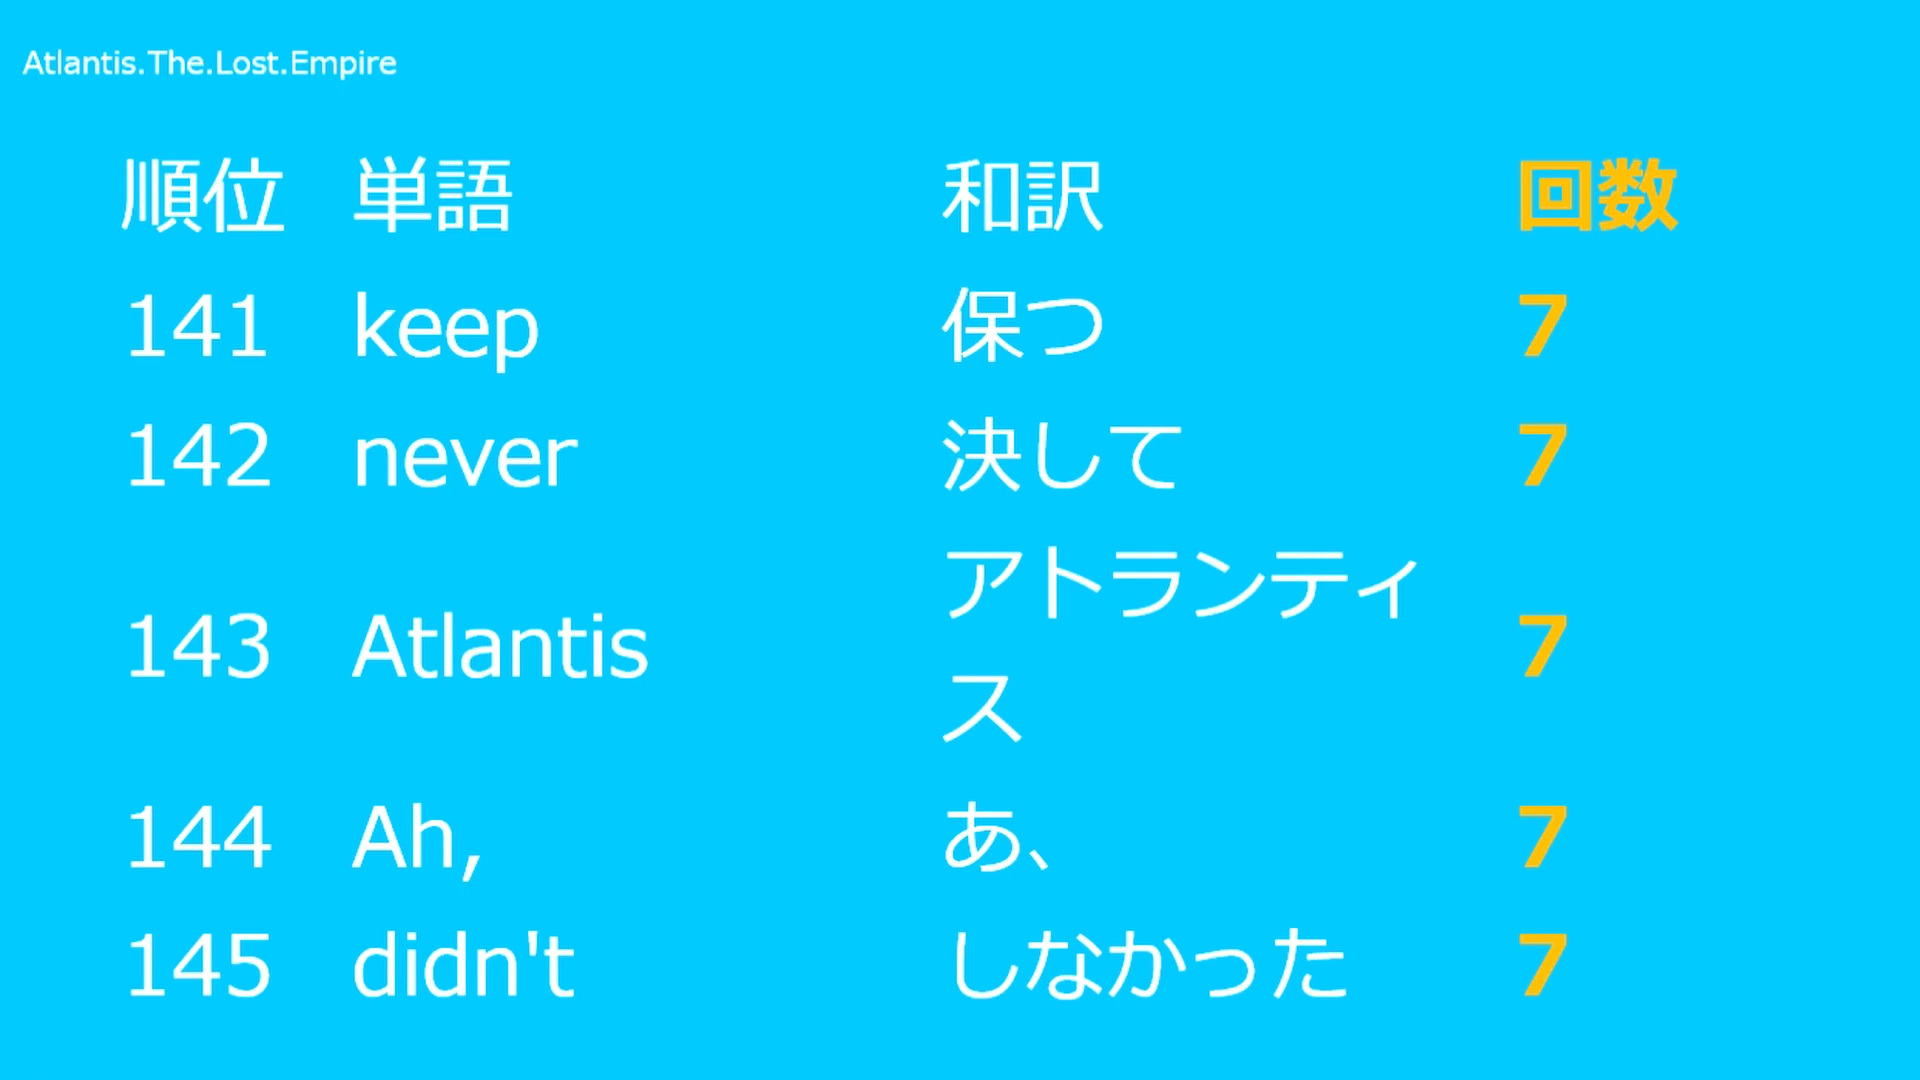 Atlantis.The.Lost.Empire
順位 単語 和訳 回数
141 keep 保つ 7
142 never 決して 7
143 Atlantis アトランティ 7
ス
144 Ah, あ、 7
145 didn't しなかった 7